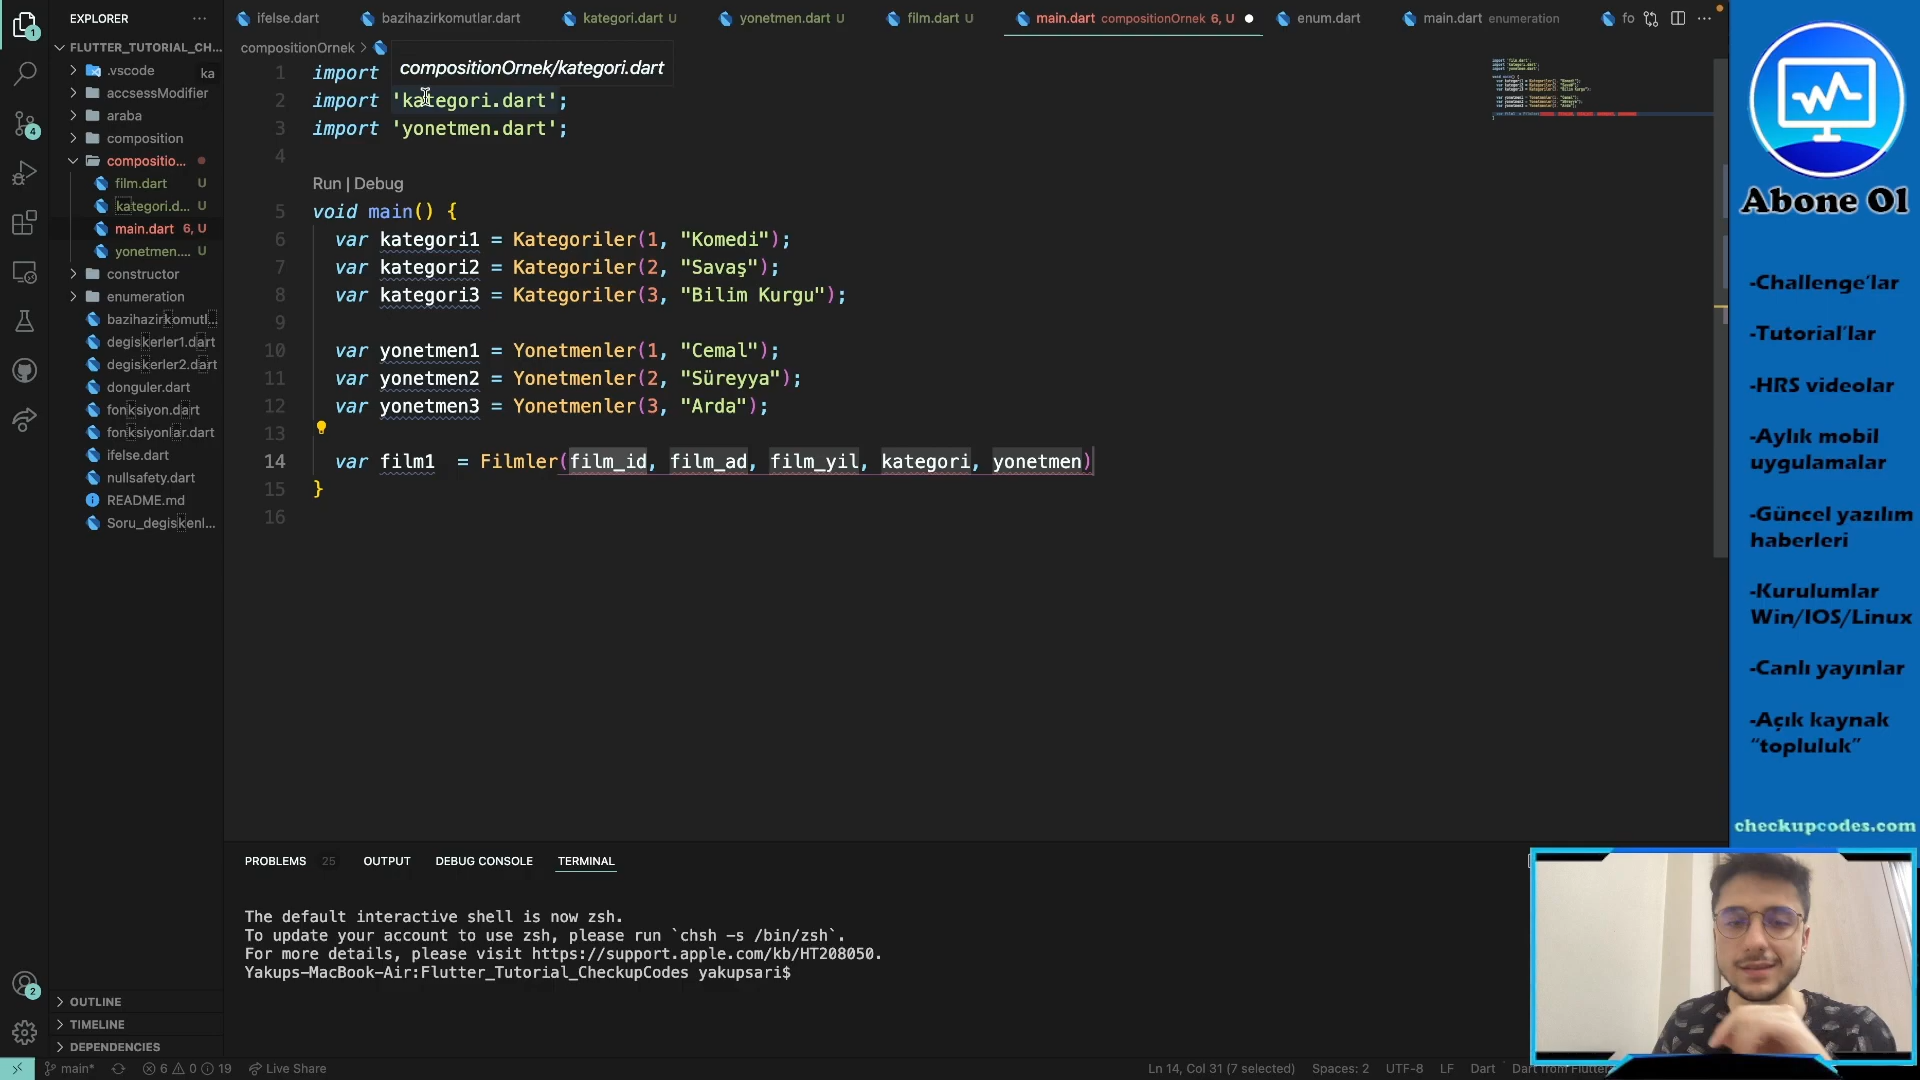 EXPLORER
ifelse.dart
bazihazirkomutlar.dart
kategori.dart U
yonetmen.dart U
film.dart U
main.dart compositionOrnek 6, U
enum.dart
main.dart enumeration
fo
FLUTTER_TUTORIAL_CH...
.vscode
ka
accsessModifier
araba
composition
compositio...
film.dart U
kategori.d... U
main.dart 6, U
yonetmen.... U
constructor
enumeration
bazihazirkomutl...
degiskerler1.dart
degiskerler2.dart
donguler.dart
fonksiyon.dart
fonksiyonlar.dart
ifelse.dart
nullsafety.dart
README.md
Soru_degiskenl...
OUTLINE
TIMELINE
DEPENDENCIES
compositionOrnek
compositionOrnek/kategori.dart
1 import
2 import 'kategori.dart';
3 import 'yonetmen.dart';
4
Run | Debug
5 void main() {
6 var kategori1 = Kategoriler(1, "Komedi");
7 var kategori2 = Kategoriler(2, "Savaş");
8 var kategori3 = Kategoriler(3, "Bilim Kurgu");
9
10 var yonetmen1 = Yonetmenler(1, "Cemal");
11 var yonetmen2 = Yonetmenler(2, "Süreyya");
12 var yonetmen3 = Yonetmenler(3, "Arda");
13
14 var film1 = Filmler(film_id, film_ad, film_yil, kategori, yonetmen)
15 }
16
PROBLEMS 25 OUTPUT DEBUG CONSOLE TERMINAL
The default interactive shell is now zsh.
To update your account to use zsh, please run `chsh -s /bin/zsh`.
For more details, please visit https://support.apple.com/kb/HT208050.
Yakups-MacBook-Air:Flutter_Tutorial_CheckupCodes yakupsari$
main* 6 0 19 Live Share
Ln 14, Col 31 (7 selected) Spaces: 2 UTF-8 LF Dart Dart from Flutter
Abone Ol
-Challenge'lar
-Tutorial'lar
-HRS videolar
-Aylık mobil
uygulamalar
-Güncel yazılım
haberleri
-Kurulumlar
Win/IOS/Linux
-Canlı yayınlar
-Açık kaynak
"topluluk"
checkupcodes.com